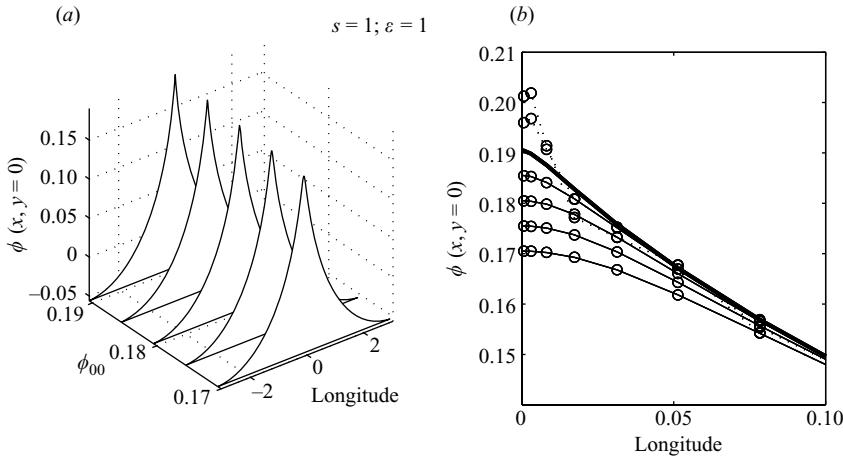 (a)
s = 1; ε = 1
0.15
0.10
0.05
0
–0.05
ϕ (x, y = 0)
0.19
0.18
0.17
ϕ00
–2
0
2
Longitude
(b)
0.21
0.20
0.19
0.18
0.17
0.16
0.15
ϕ (x, y = 0)
0
0.05
0.10
Longitude